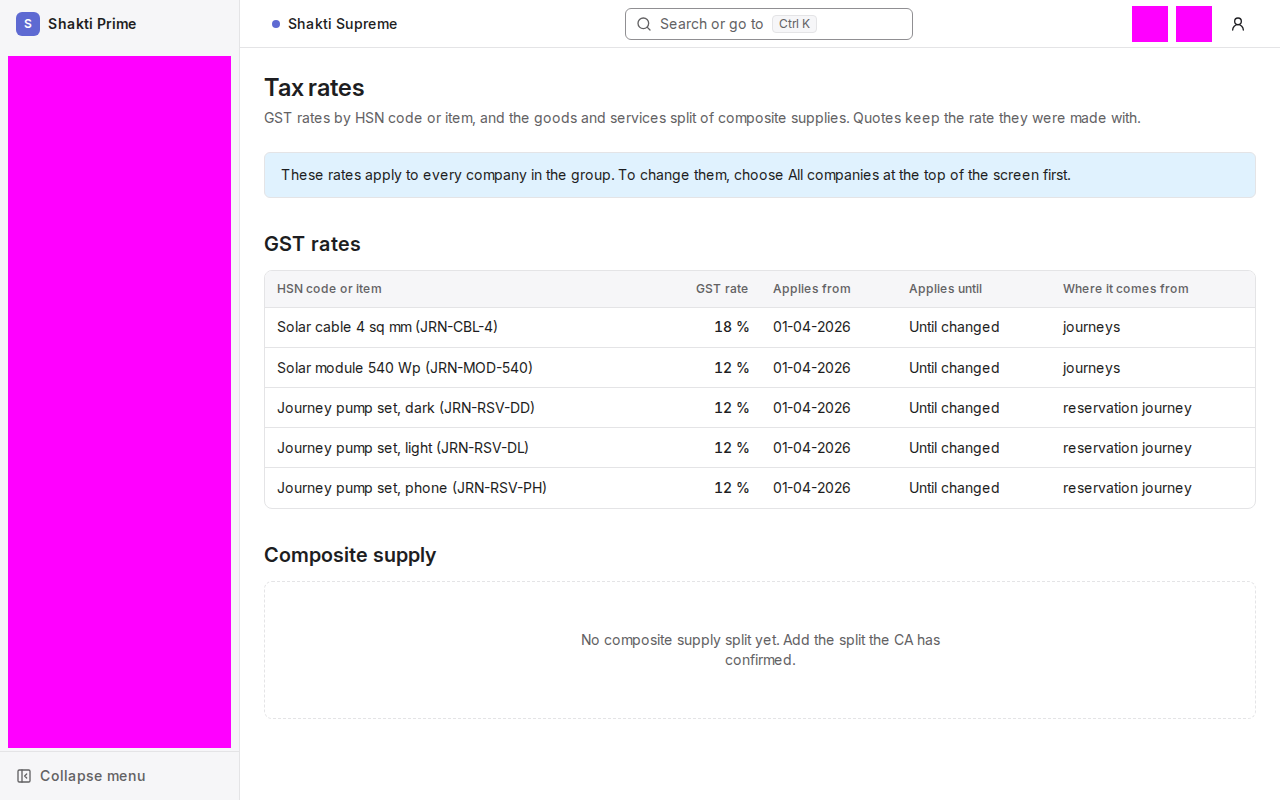 S Shakti Prime
Shakti Supreme
Search or go to Ctrl K
Tax rates
GST rates by HSN code or item, and the goods and services split of composite supplies. Quotes keep the rate they were made with.
These rates apply to every company in the group. To change them, choose All companies at the top of the screen first.
GST rates
HSN code or item GST rate Applies from Applies until Where it comes from
Solar cable 4 sq mm (JRN-CBL-4) 18 % 01-04-2026 Until changed journeys
Solar module 540 Wp (JRN-MOD-540) 12 % 01-04-2026 Until changed journeys
Journey pump set, dark (JRN-RSV-DD) 12 % 01-04-2026 Until changed reservation journey
Journey pump set, light (JRN-RSV-DL) 12 % 01-04-2026 Until changed reservation journey
Journey pump set, phone (JRN-RSV-PH) 12 % 01-04-2026 Until changed reservation journey
Composite supply
No composite supply split yet. Add the split the CA has
confirmed.
Collapse menu